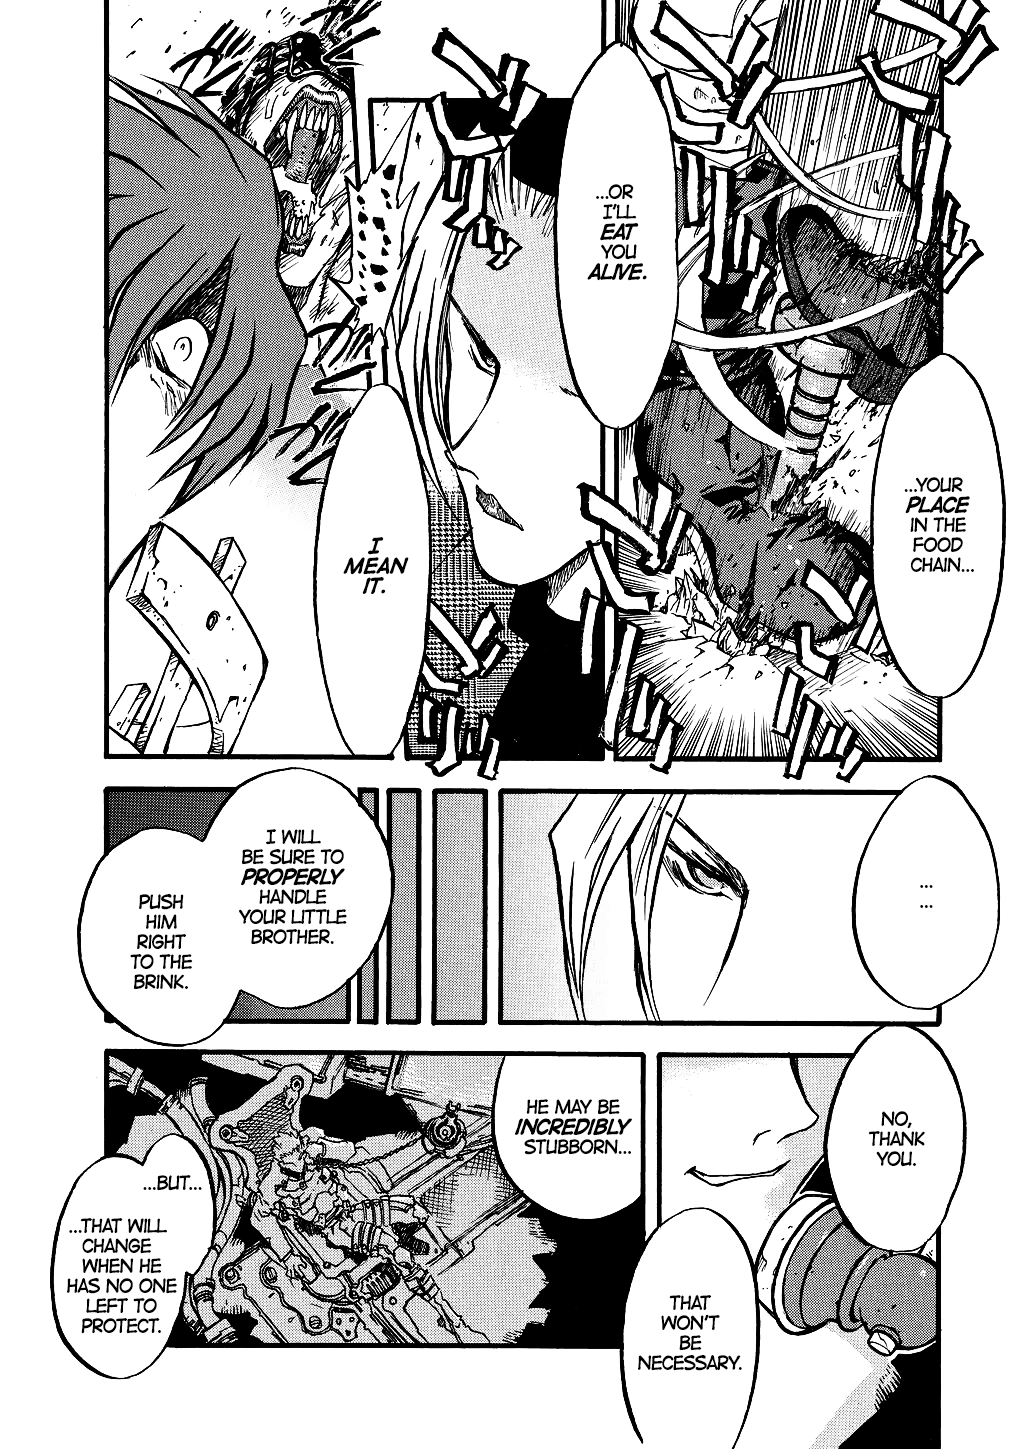 ...YOUR
PLACE
IN THE
FOOD
CHAIN...
...OR
I'LL
EAT
YOU
ALIVE.
I
MEAN
IT.
...
...
I WILL
BE SURE TO
PROPERLY
HANDLE
YOUR LITTLE
BROTHER.
PUSH
HIM
RIGHT
TO THE
BRINK.
NO,
THANK
YOU.
THAT
WON'T
BE
NECESSARY.
HE MAY BE
INCREDIBLY
STUBBORN...
...BUT...
...THAT WILL
CHANGE
WHEN HE
HAS NO ONE
LEFT TO
PROTECT.